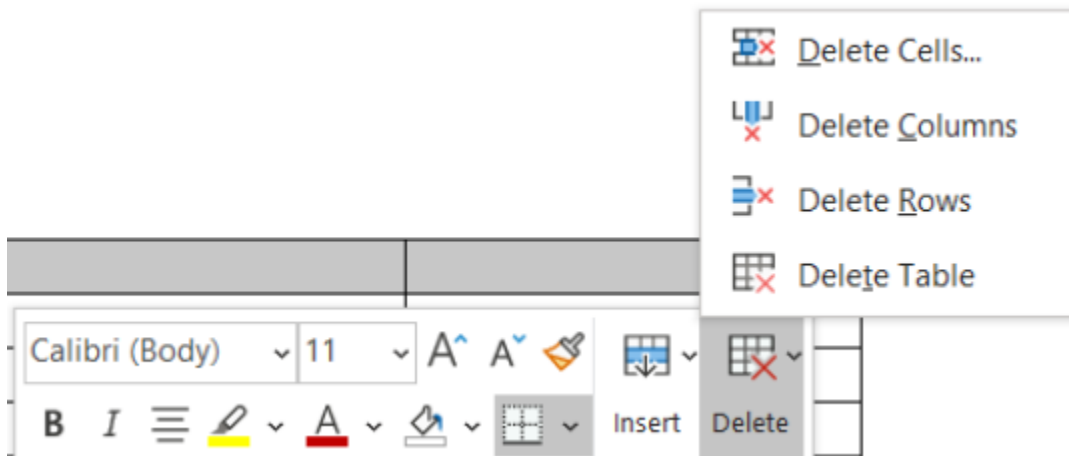 Delete Cells...
Delete Columns
Delete Rows
Delete Table
Calibri (Body) 11 A A
B I A Insert Delete